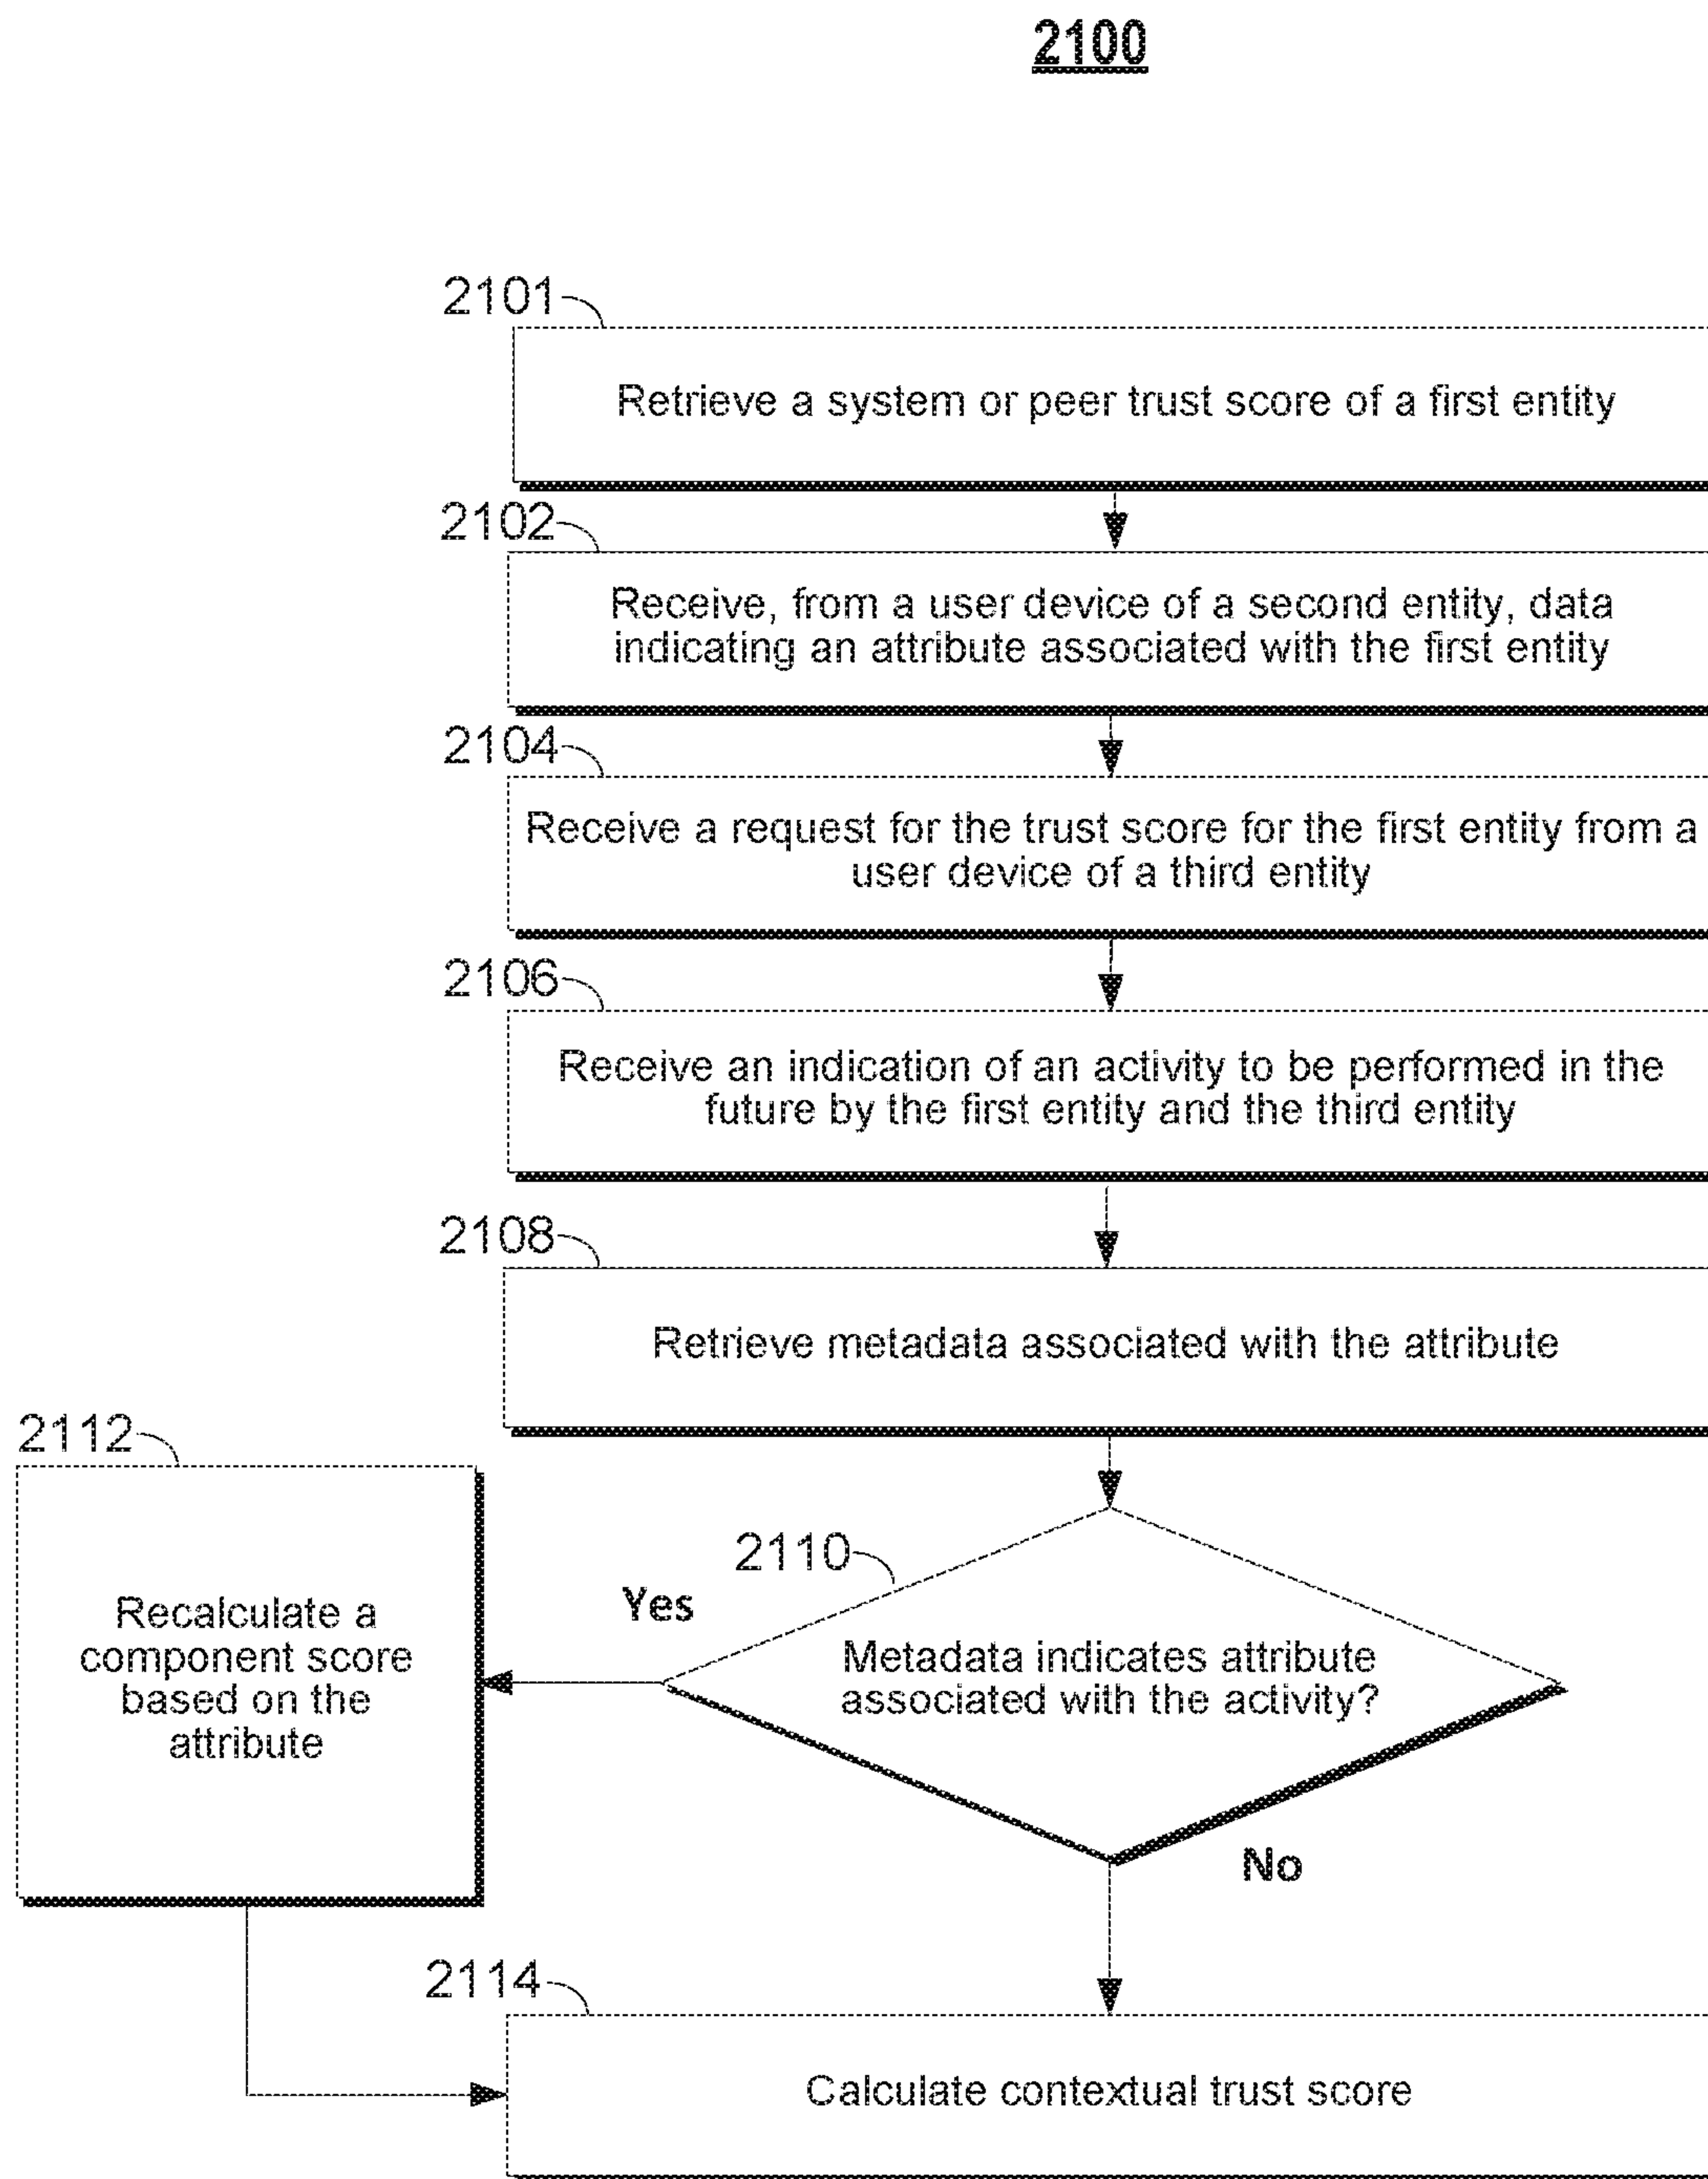 2100
2101
Retrieve a system or peer trust score of a first entity
2102
Receive, from a user device of a second entity, data
indicating an attribute associated with the first entity
2104
Receive a request for the trust score for the first entity from a
user device of a third entity
2106
Receive an indication of an activity to be performed in the
future by the first entity and the third entity
2108
Retrieve metadata associated with the attribute
2112
Recalculate a
component score
based on the
attribute
2110
Yes
Metadata indicates attribute
associated with the activity?
No
2114
Calculate contextual trust score